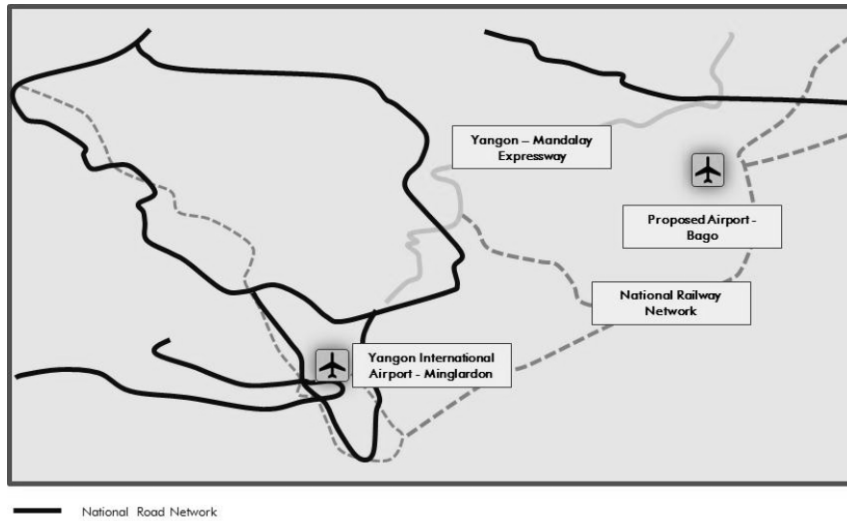 Yangon – Mandalay
Expressway
Proposed Airport -
Bago
National Railway
Network
Yangon International
Airport - Minglardon
National Road Network